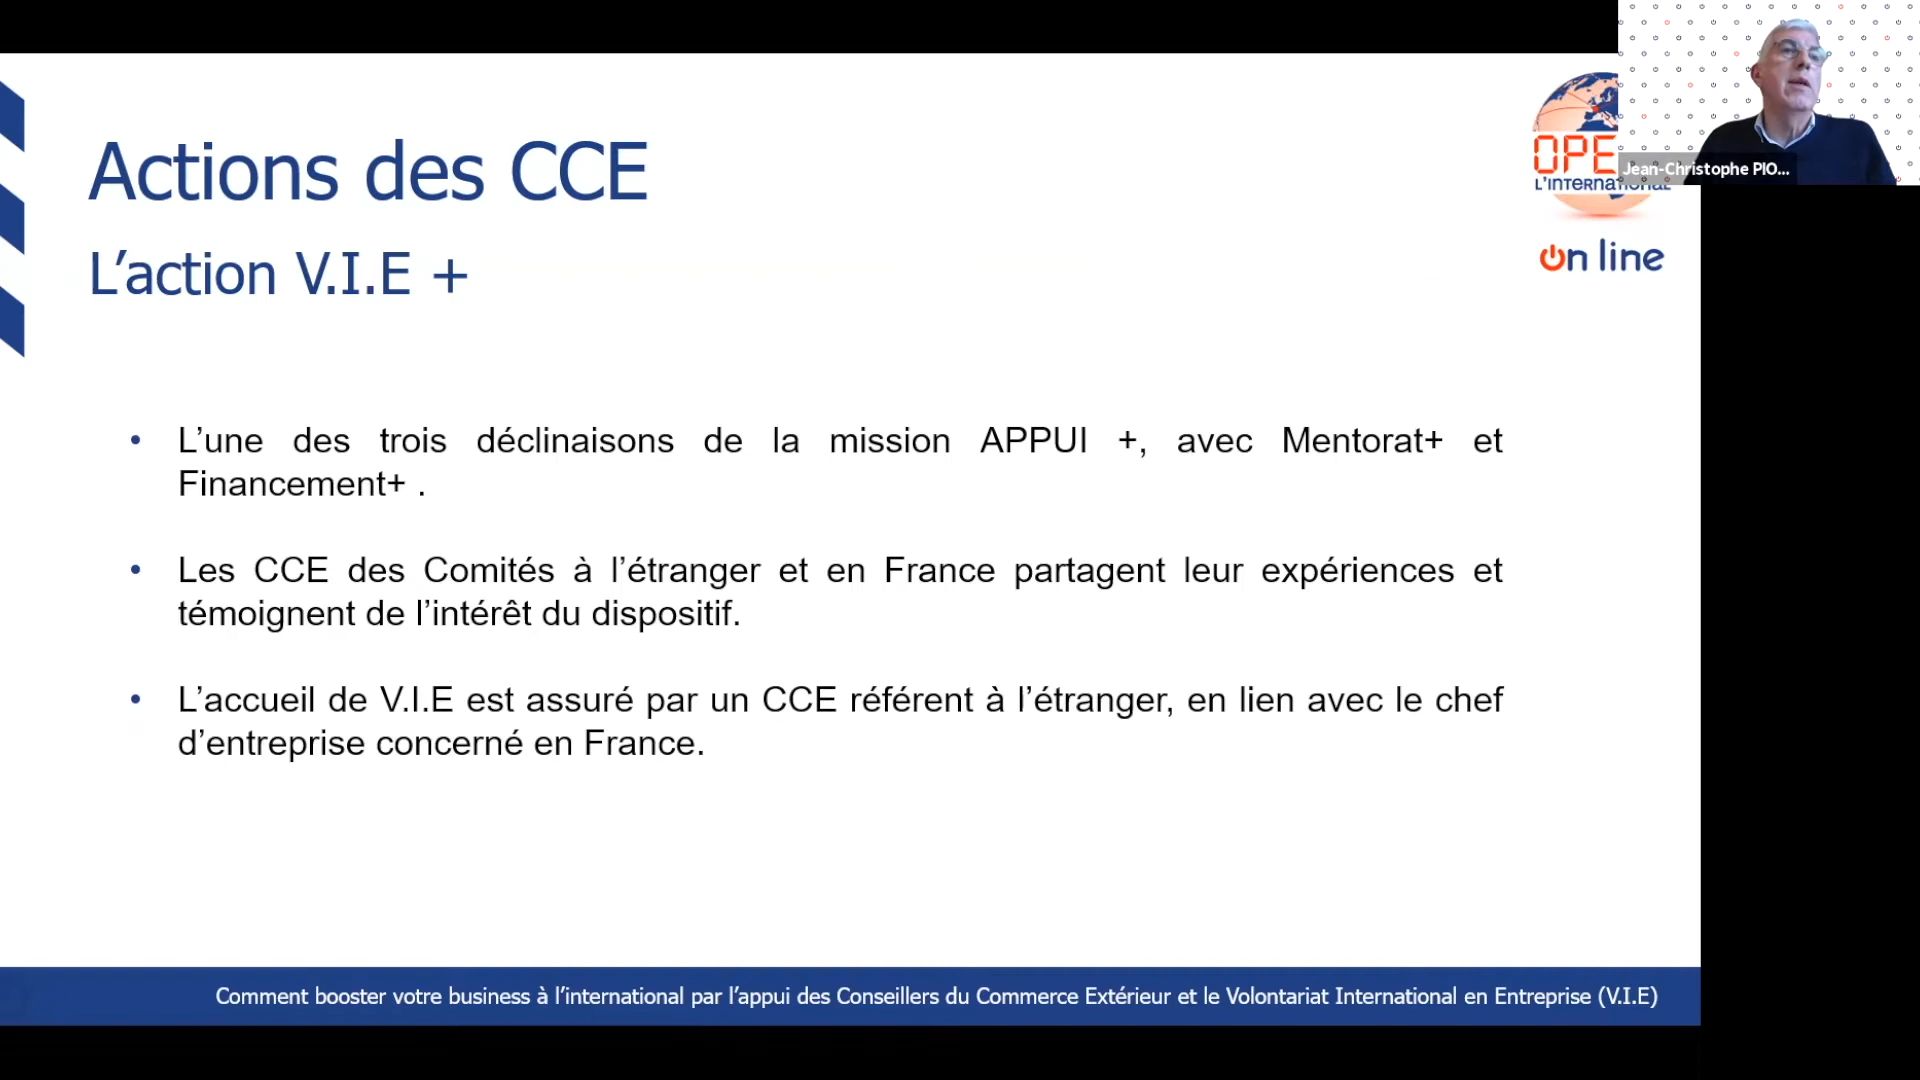 Actions des CCE
L’action V.I.E +
OPE
L'INTERNATIONAL
on line
Jean-Christophe PIO...
• L’une des trois déclinaisons de la mission APPUI +, avec Mentorat+ et
Financement+ .
• Les CCE des Comités à l’étranger et en France partagent leur expériences et
témoignent de l’intérêt du dispositif.
• L’accueil de V.I.E est assuré par un CCE référent à l’étranger, en lien avec le chef
d’entreprise concerné en France.
Comment booster votre business à l’international par l’appui des Conseillers du Commerce Extérieur et le Volontariat International en Entreprise (V.I.E)